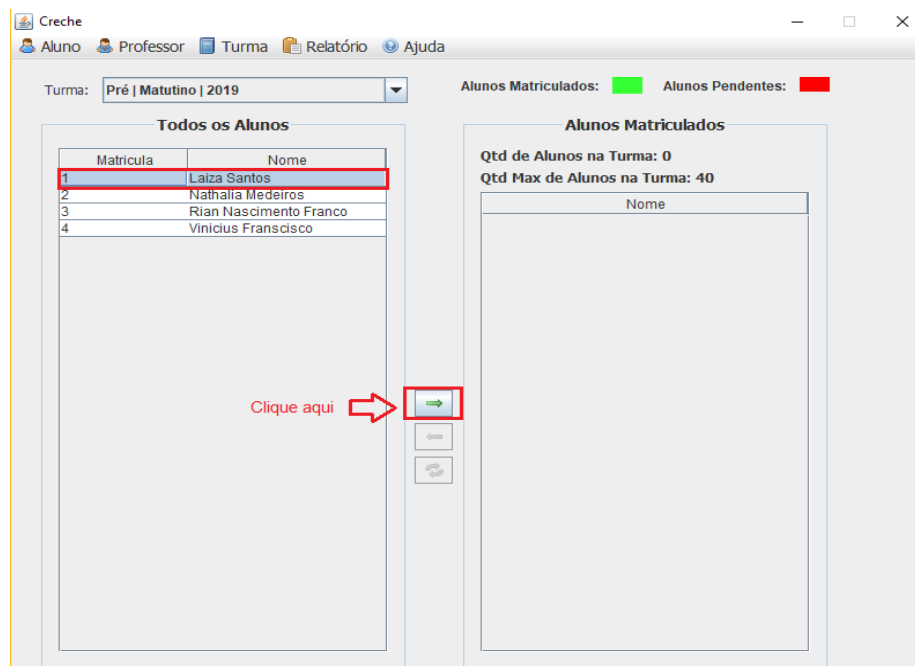 Creche
Aluno Professor Turma Relatório Ajuda
Turma: Pré | Matutino | 2019
Alunos Matriculados: Alunos Pendentes:
Todos os Alunos
Matricula Nome
1 Laiza Santos
2 Nathalia Medeiros
3 Rian Nascimento Franco
4 Vinicius Franscisco
Clique aqui
Alunos Matriculados
Qtd de Alunos na Turma: 0
Qtd Max de Alunos na Turma: 40
Nome